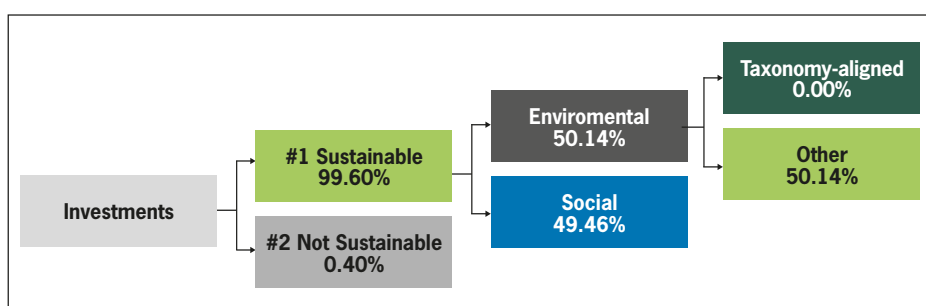 Investments
#1 Sustainable
99.60%
#2 Not Sustainable
0.40%
Enviromental
50.14%
Social
49.46%
Taxonomy-aligned
0.00%
Other
50.14%